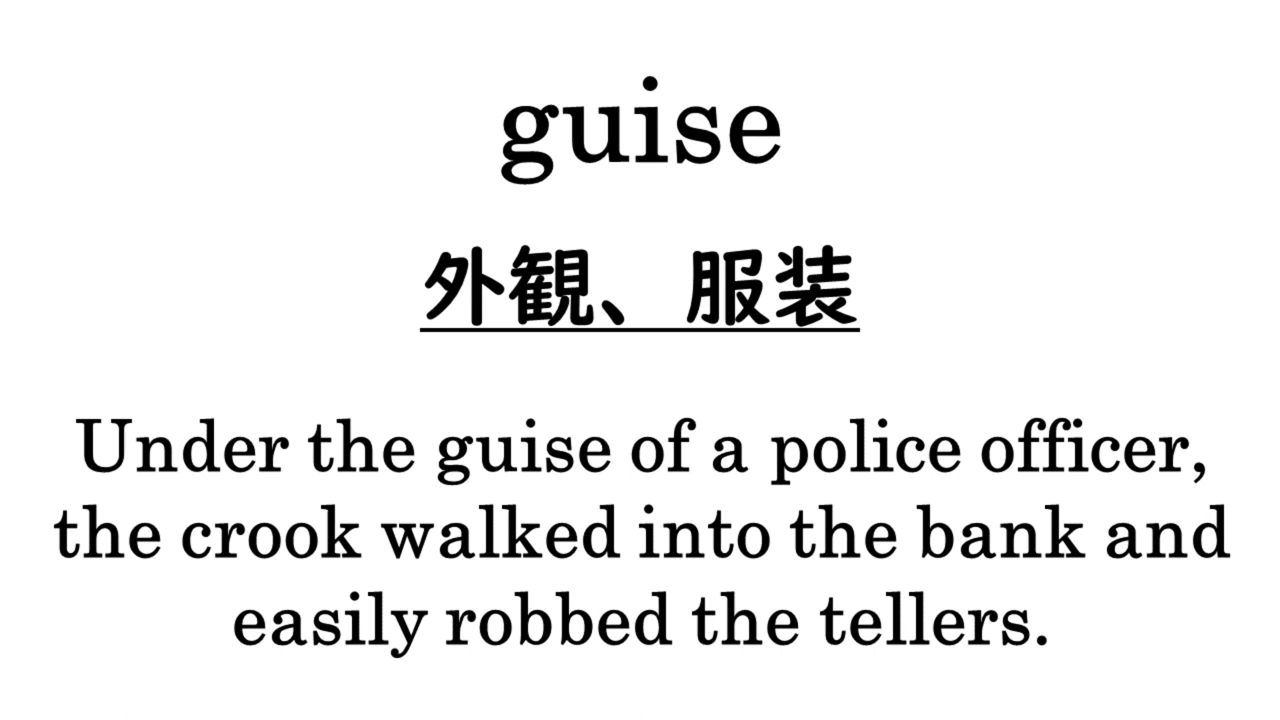 guise
外観、服装
Under the guise of a police officer,
the crook walked into the bank and
easily robbed the tellers.